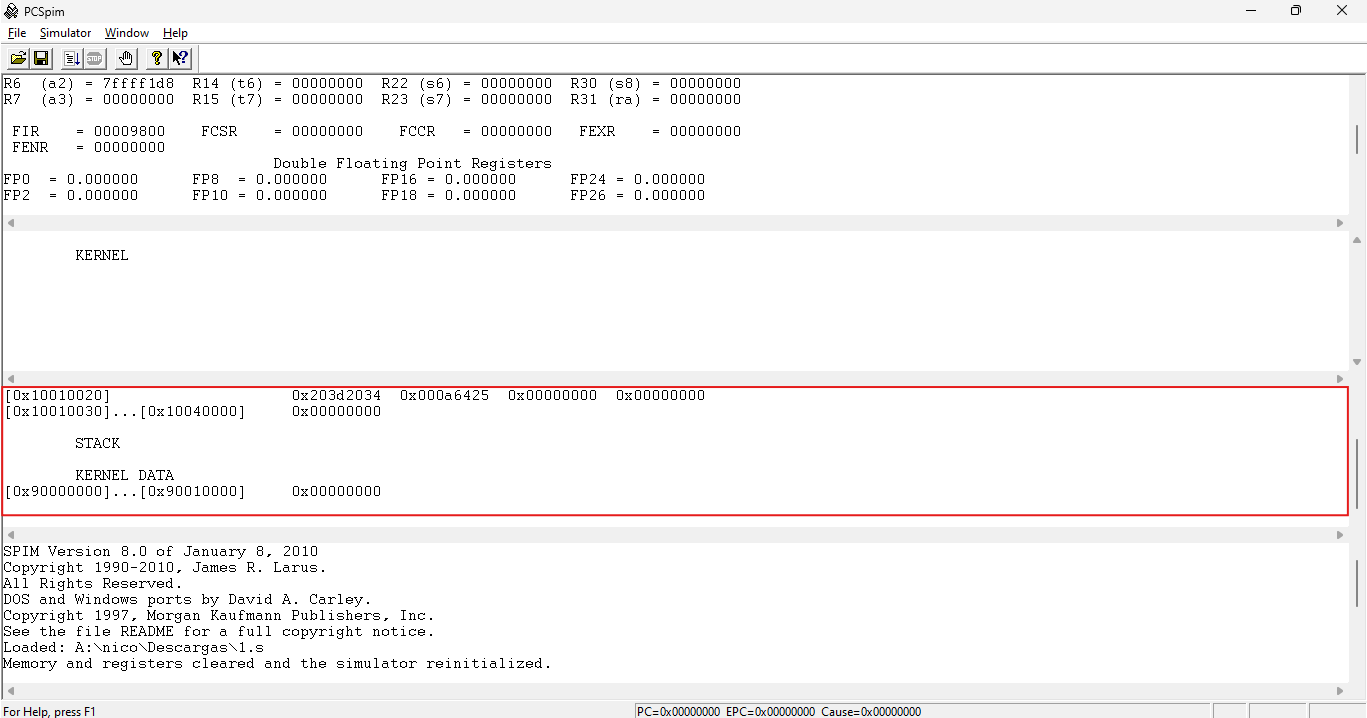 PCSpim
File Simulator Window Help
STOP
R6 (a2) = 7ffff1d8 R14 (t6) = 00000000 R22 (s6) = 00000000 R30 (s8) = 00000000
R7 (a3) = 00000000 R15 (t7) = 00000000 R23 (s7) = 00000000 R31 (ra) = 00000000
FIR = 00009800 FCSR = 00000000 FCCR = 00000000 FEXR = 00000000
FENR = 00000000
Double Floating Point Registers
FP0 = 0.000000 FP8 = 0.000000 FP16 = 0.000000 FP24 = 0.000000
FP2 = 0.000000 FP10 = 0.000000 FP18 = 0.000000 FP26 = 0.000000
KERNEL
[0x10010020] 0x203d2034 0x000a6425 0x00000000 0x00000000
[0x10010030]...[0x10040000] 0x00000000
STACK
KERNEL DATA
[0x90000000]...[0x90010000] 0x00000000
SPIM Version 8.0 of January 8, 2010
Copyright 1990-2010, James R. Larus.
All Rights Reserved.
DOS and Windows ports by David A. Carley.
Copyright 1997, Morgan Kaufmann Publishers, Inc.
See the file README for a full copyright notice.
Loaded: A:\nico\Descargas\1.s
Memory and registers cleared and the simulator reinitialized.
For Help, press F1
PC=0x00000000 EPC=0x00000000 Cause=0x00000000